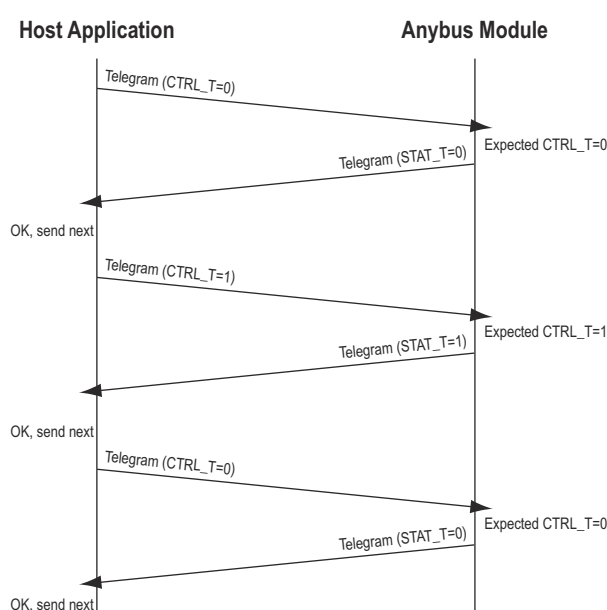 Host Application
Anybus Module
Telegram (CTRL_T=0)
Expected CTRL_T=0
Telegram (STAT_T=0)
OK, send next
Telegram (CTRL_T=1)
Expected CTRL_T=1
Telegram (STAT_T=1)
OK, send next
Telegram (CTRL_T=0)
Expected CTRL_T=0
Telegram (STAT_T=0)
OK, send next